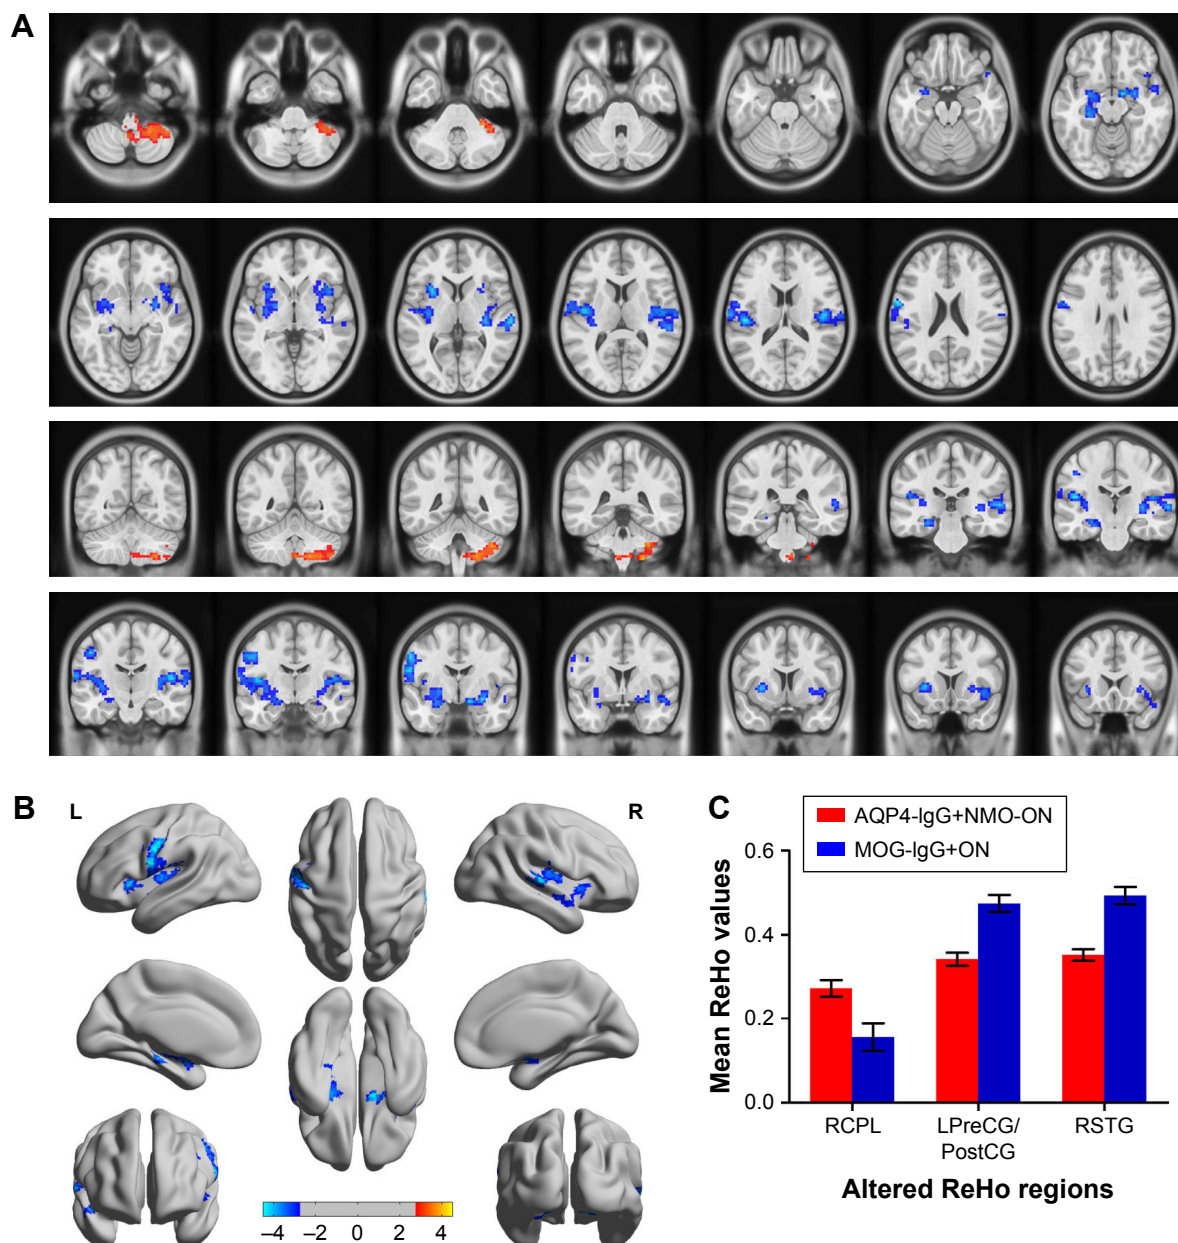 A
B
L
R
−4
−2
0
2
4
C
AQP4-IgG+NMO-ON
MOG-IgG+ON
Mean ReHo values
0.6
0.4
0.2
0.0
RCPL
LPreCG/
PostCG
RSTG
Altered ReHo regions